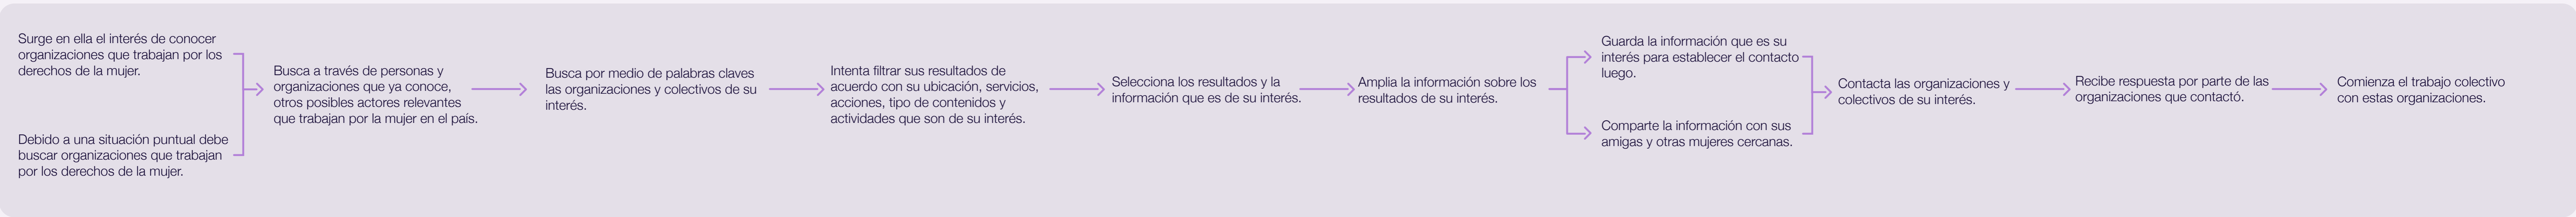 Surge en ella el interés de conocer
organizaciones que trabajan por los
derechos de la mujer.
Debido a una situación puntual debe
buscar organizaciones que trabajan
por los derechos de la mujer.
Busca a través de personas y
organizaciones que ya conoce,
otros posibles actores relevantes
que trabajan por la mujer en el país.
Busca por medio de palabras claves
las organizaciones y colectivos de su
interés.
Intenta filtrar sus resultados de
acuerdo con su ubicación, servicios,
acciones, tipo de contenidos y
actividades que son de su interés.
Selecciona los resultados y la
información que es de su interés.
Amplia la información sobre los
resultados de su interés.
Guarda la información que es su
interés para establecer el contacto
luego.
Comparte la información con sus
amigas y otras mujeres cercanas.
Contacta las organizaciones y
colectivos de su interés.
Recibe respuesta por parte de las
organizaciones que contactó.
Comienza el trabajo colectivo
con estas organizaciones.